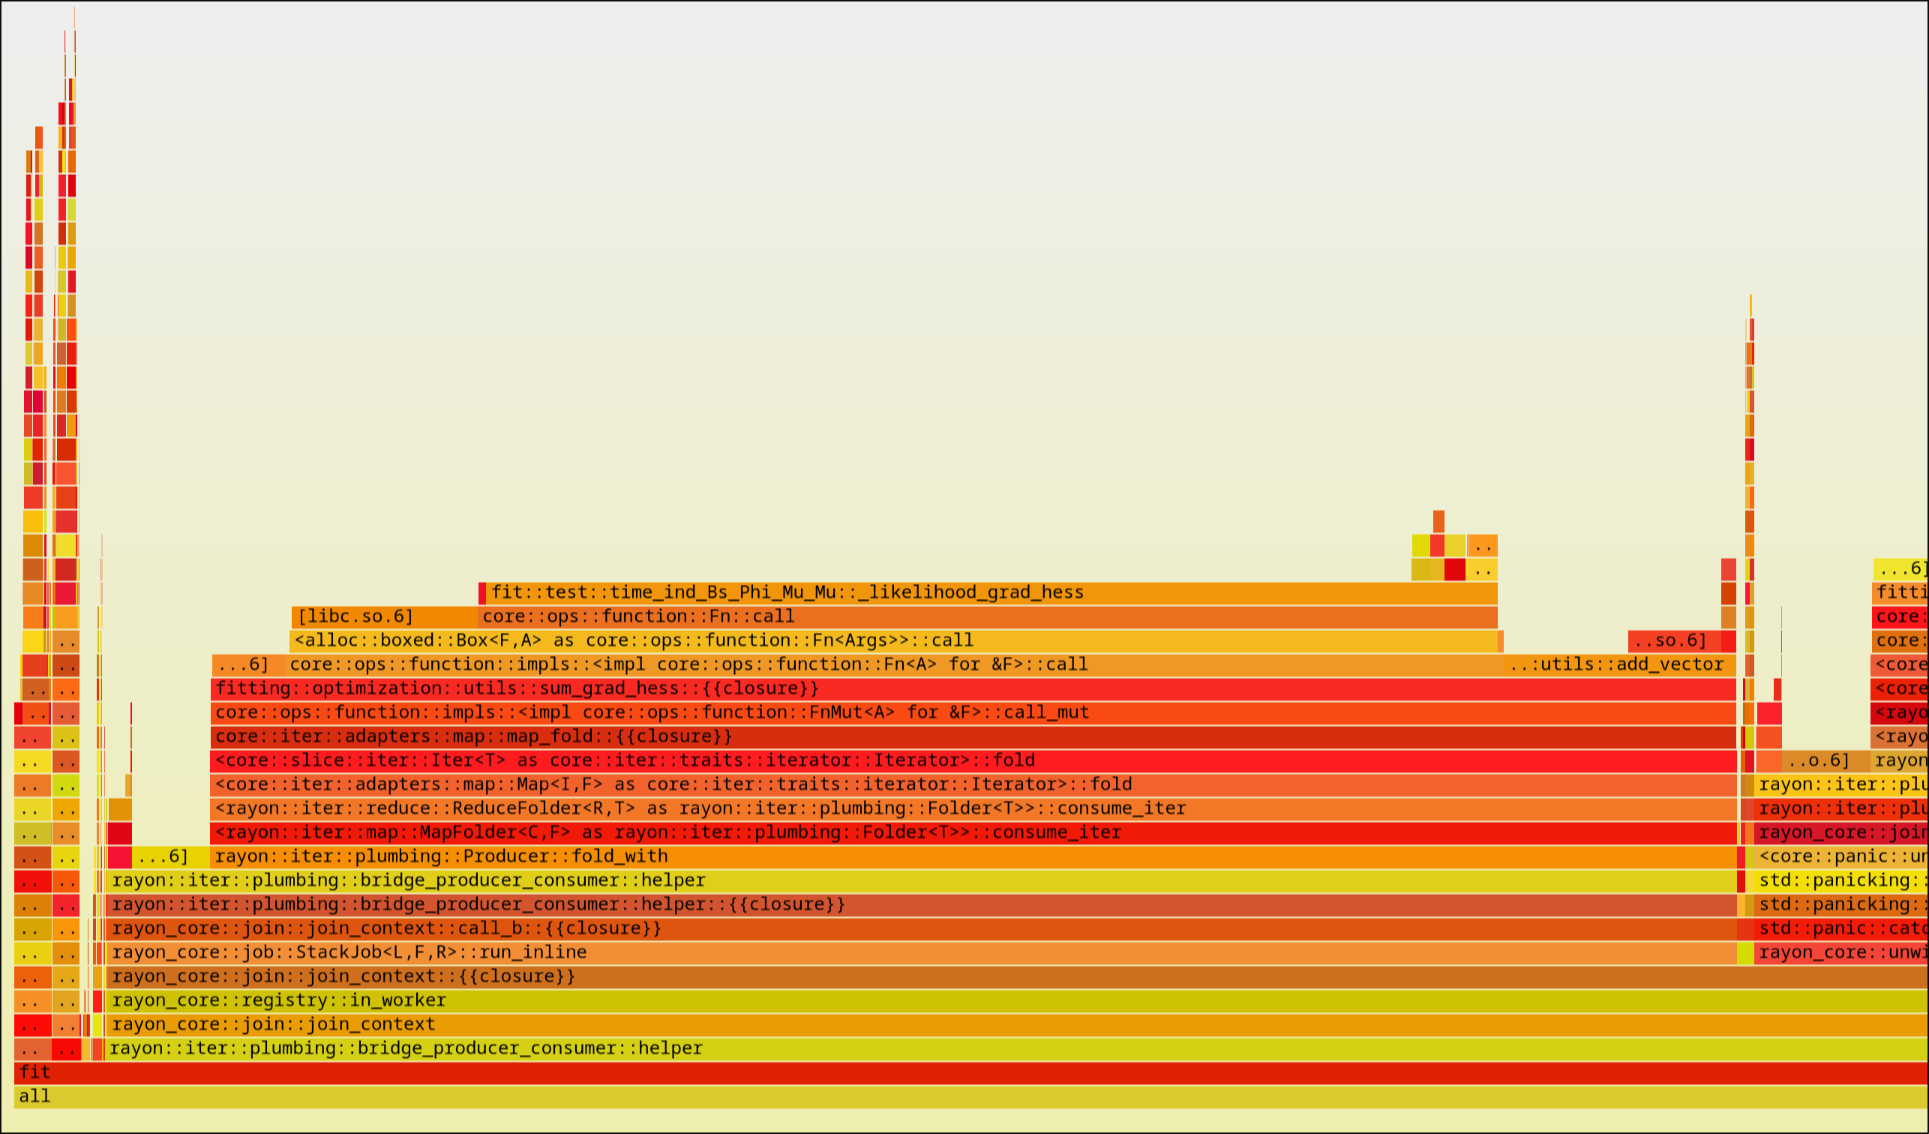 .. ..
.. ..
.. fit::test::time_ind_Bs_Phi_Mu_Mu::_likelihood_grad_hess ...6] fitti
[libc.so.6] core::ops::function::Fn::call core:
.. <alloc::boxed::Box<F,A> as core::ops::function::Fn<Args>>::call ..so.6] core:
.. ...6] core::ops::function::impls::<impl core::ops::function::Fn<A> for &F>::call ..:utils::add_vector <core
.. .. fitting::optimization::utils::sum_grad_hess::{{closure}} <core
.. .. core::ops::function::impls::<impl core::ops::function::FnMut<A> for &F>::call_mut <rayo
.. .. core::iter::adapters::map::map_fold::{{closure}} <rayo
.. .. <core::slice::iter::Iter<T> as core::iter::traits::iterator::Iterator>::fold ..o.6] rayon
.. .. <core::iter::adapters::map::Map<I,F> as core::iter::traits::iterator::Iterator>::fold rayon::iter::plu
.. .. <rayon::iter::reduce::ReduceFolder<R,T> as rayon::iter::plumbing::Folder<T>>::consume_iter rayon::iter::plu
.. .. <rayon::iter::map::MapFolder<C,F> as rayon::iter::plumbing::Folder<T>>::consume_iter rayon_core::join
.. .. ...6] rayon::iter::plumbing::Producer::fold_with <core::panic::un
.. .. rayon::iter::plumbing::bridge_producer_consumer::helper std::panicking::
.. .. rayon::iter::plumbing::bridge_producer_consumer::helper::{{closure}} std::panicking::
.. .. rayon_core::join::join_context::call_b::{{closure}} std::panic::catc
.. .. rayon_core::job::StackJob<L,F,R>::run_inline rayon_core::unwi
.. .. rayon_core::join::join_context::{{closure}}
.. .. rayon_core::registry::in_worker
.. .. rayon_core::join::join_context
.. .. rayon::iter::plumbing::bridge_producer_consumer::helper
fit
all